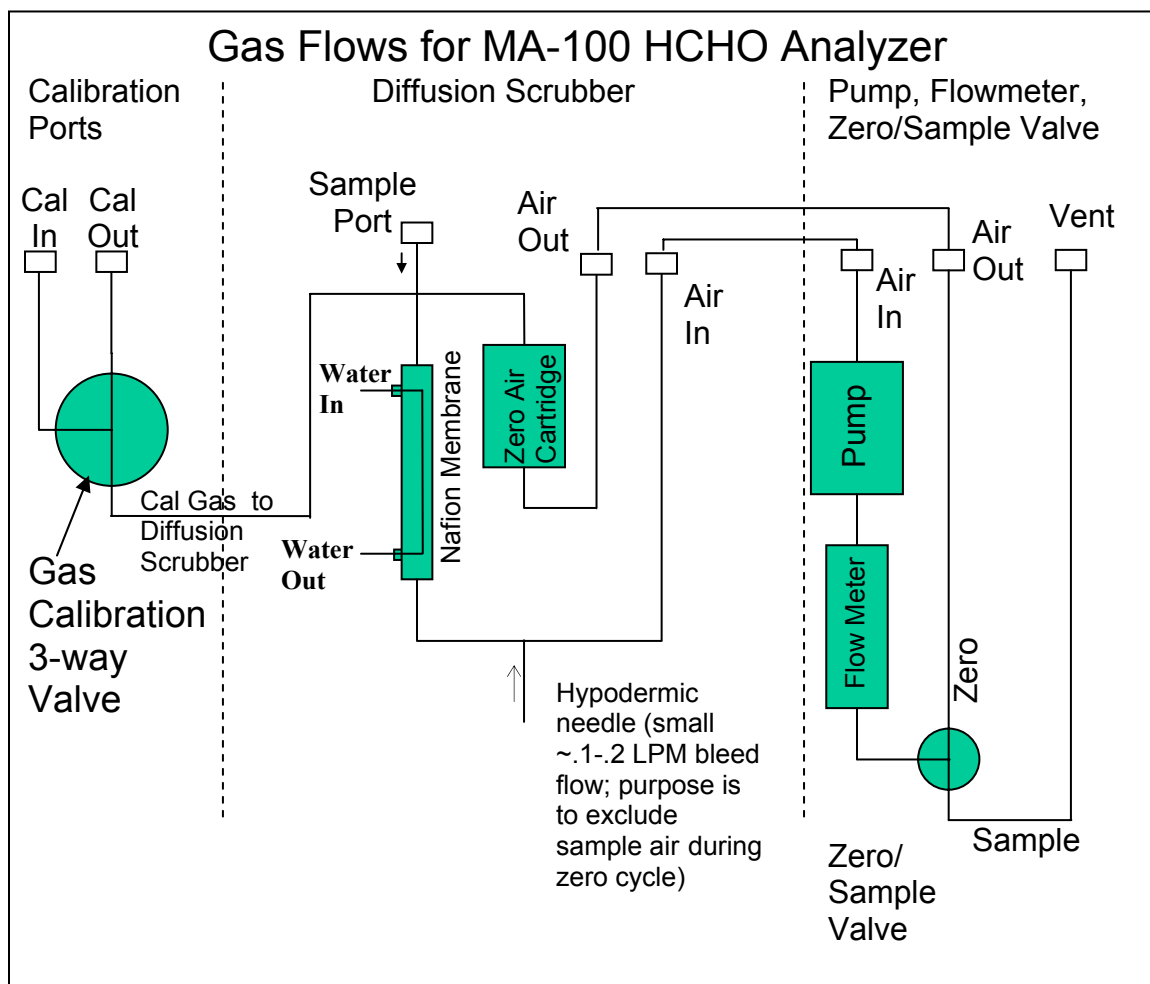 Gas Flows for MA-100 HCHO Analyzer
Calibration
Ports
Diffusion Scrubber
Pump, Flowmeter,
Zero/Sample Valve
Cal
In
Cal
Out
Sample
Port
Air
Out
Air
In
Air
In
Air
Out
Vent
Water
In
Water
Out
Nafion Membrane
Zero Air
Cartridge
Pump
Flow Meter
Cal Gas to
Diffusion
Scrubber
Gas
Calibration
3-way
Valve
Hypodermic
needle (small
~.1-.2 LPM bleed
flow; purpose is
to exclude
sample air during
zero cycle)
Zero
Sample
Zero/
Sample
Valve